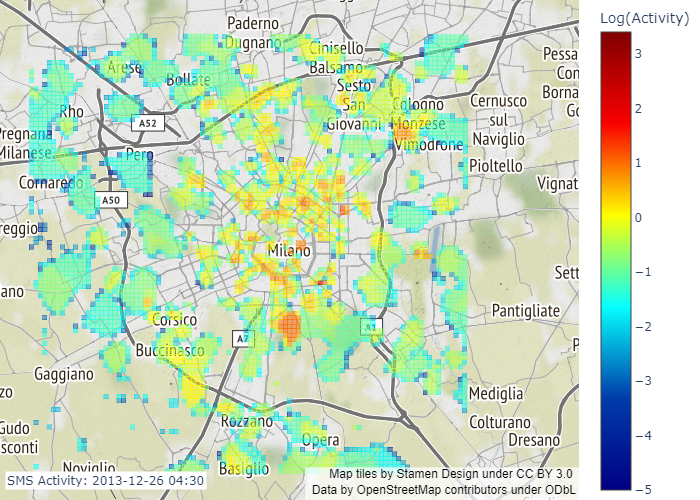 Log(Activity)
3
2
1
0
−1
−2
−3
−4
−5
Paderno
Dugnano
Cinisello
Balsamo
Arese
Bollate
Sesto
San
Giovanni
Cologno
Monzese
Cernusco
sul
Naviglio
Rho
A52
Pero
Vimodrone
Pioltello
Cornaredo
A50
Vignat
Milano
Sett
Pantigliate
Corsico
A7
A1
Buccinasco
Gaggiano
Mediglia
Rozzano
Colturano
Dresano
Opera
Noviglio
Basiglio
Pessa
Con
Borna
Go
Pregnana
Milanese
reggio
ano
zo
Gudo
sconti
P
SMS Activity: 2013-12-26 04:30
Map tiles by Stamen Design under CC BY 3.0
Data by OpenStreetMap contributors under ODbL